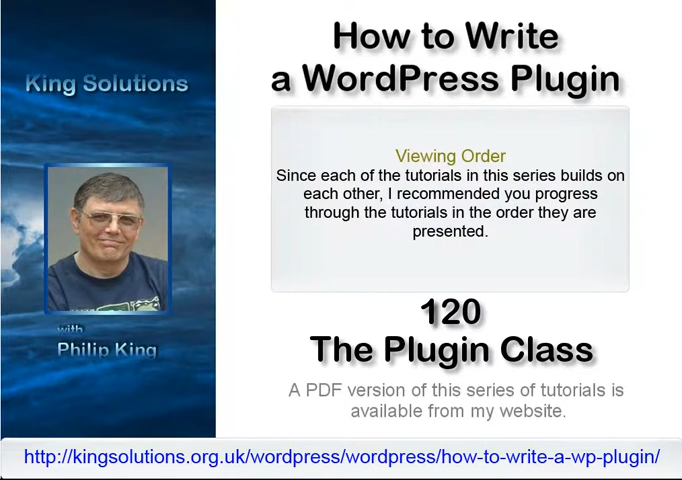 King Solutions
with
Philip King
How to Write
a WordPress Plugin
Viewing Order
Since each of the tutorials in this series builds on
each other, I recommended you progress
through the tutorials in the order they are
presented.
120
The Plugin Class
A PDF version of this series of tutorials is
available from my website.
http://kingsolutions.org.uk/wordpress/wordpress/how-to-write-a-wp-plugin/